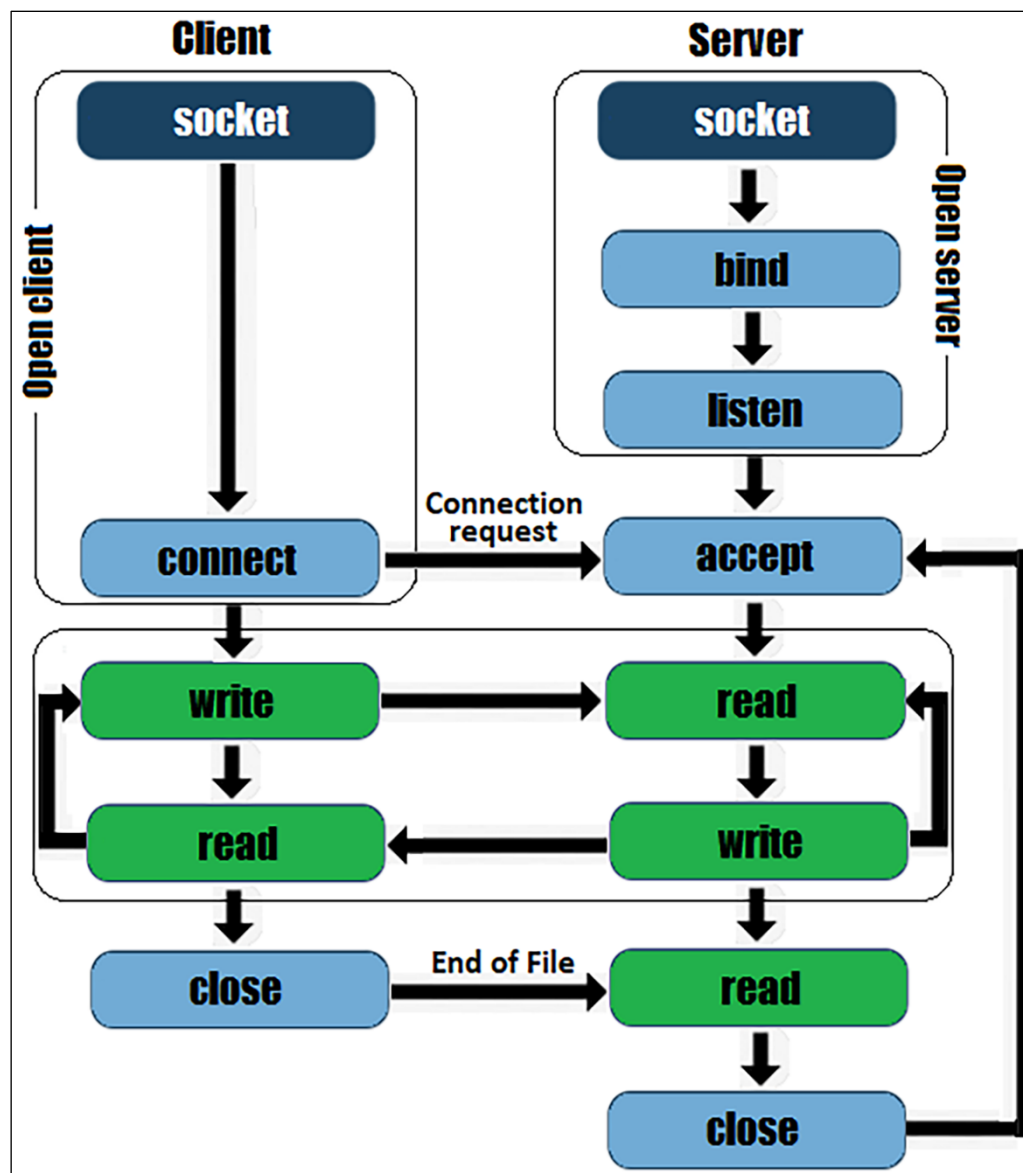 Client
Server
socket
socket
Open client
Open server
bind
listen
Connection
request
connect
accept
write
read
read
write
close
End of File
read
close